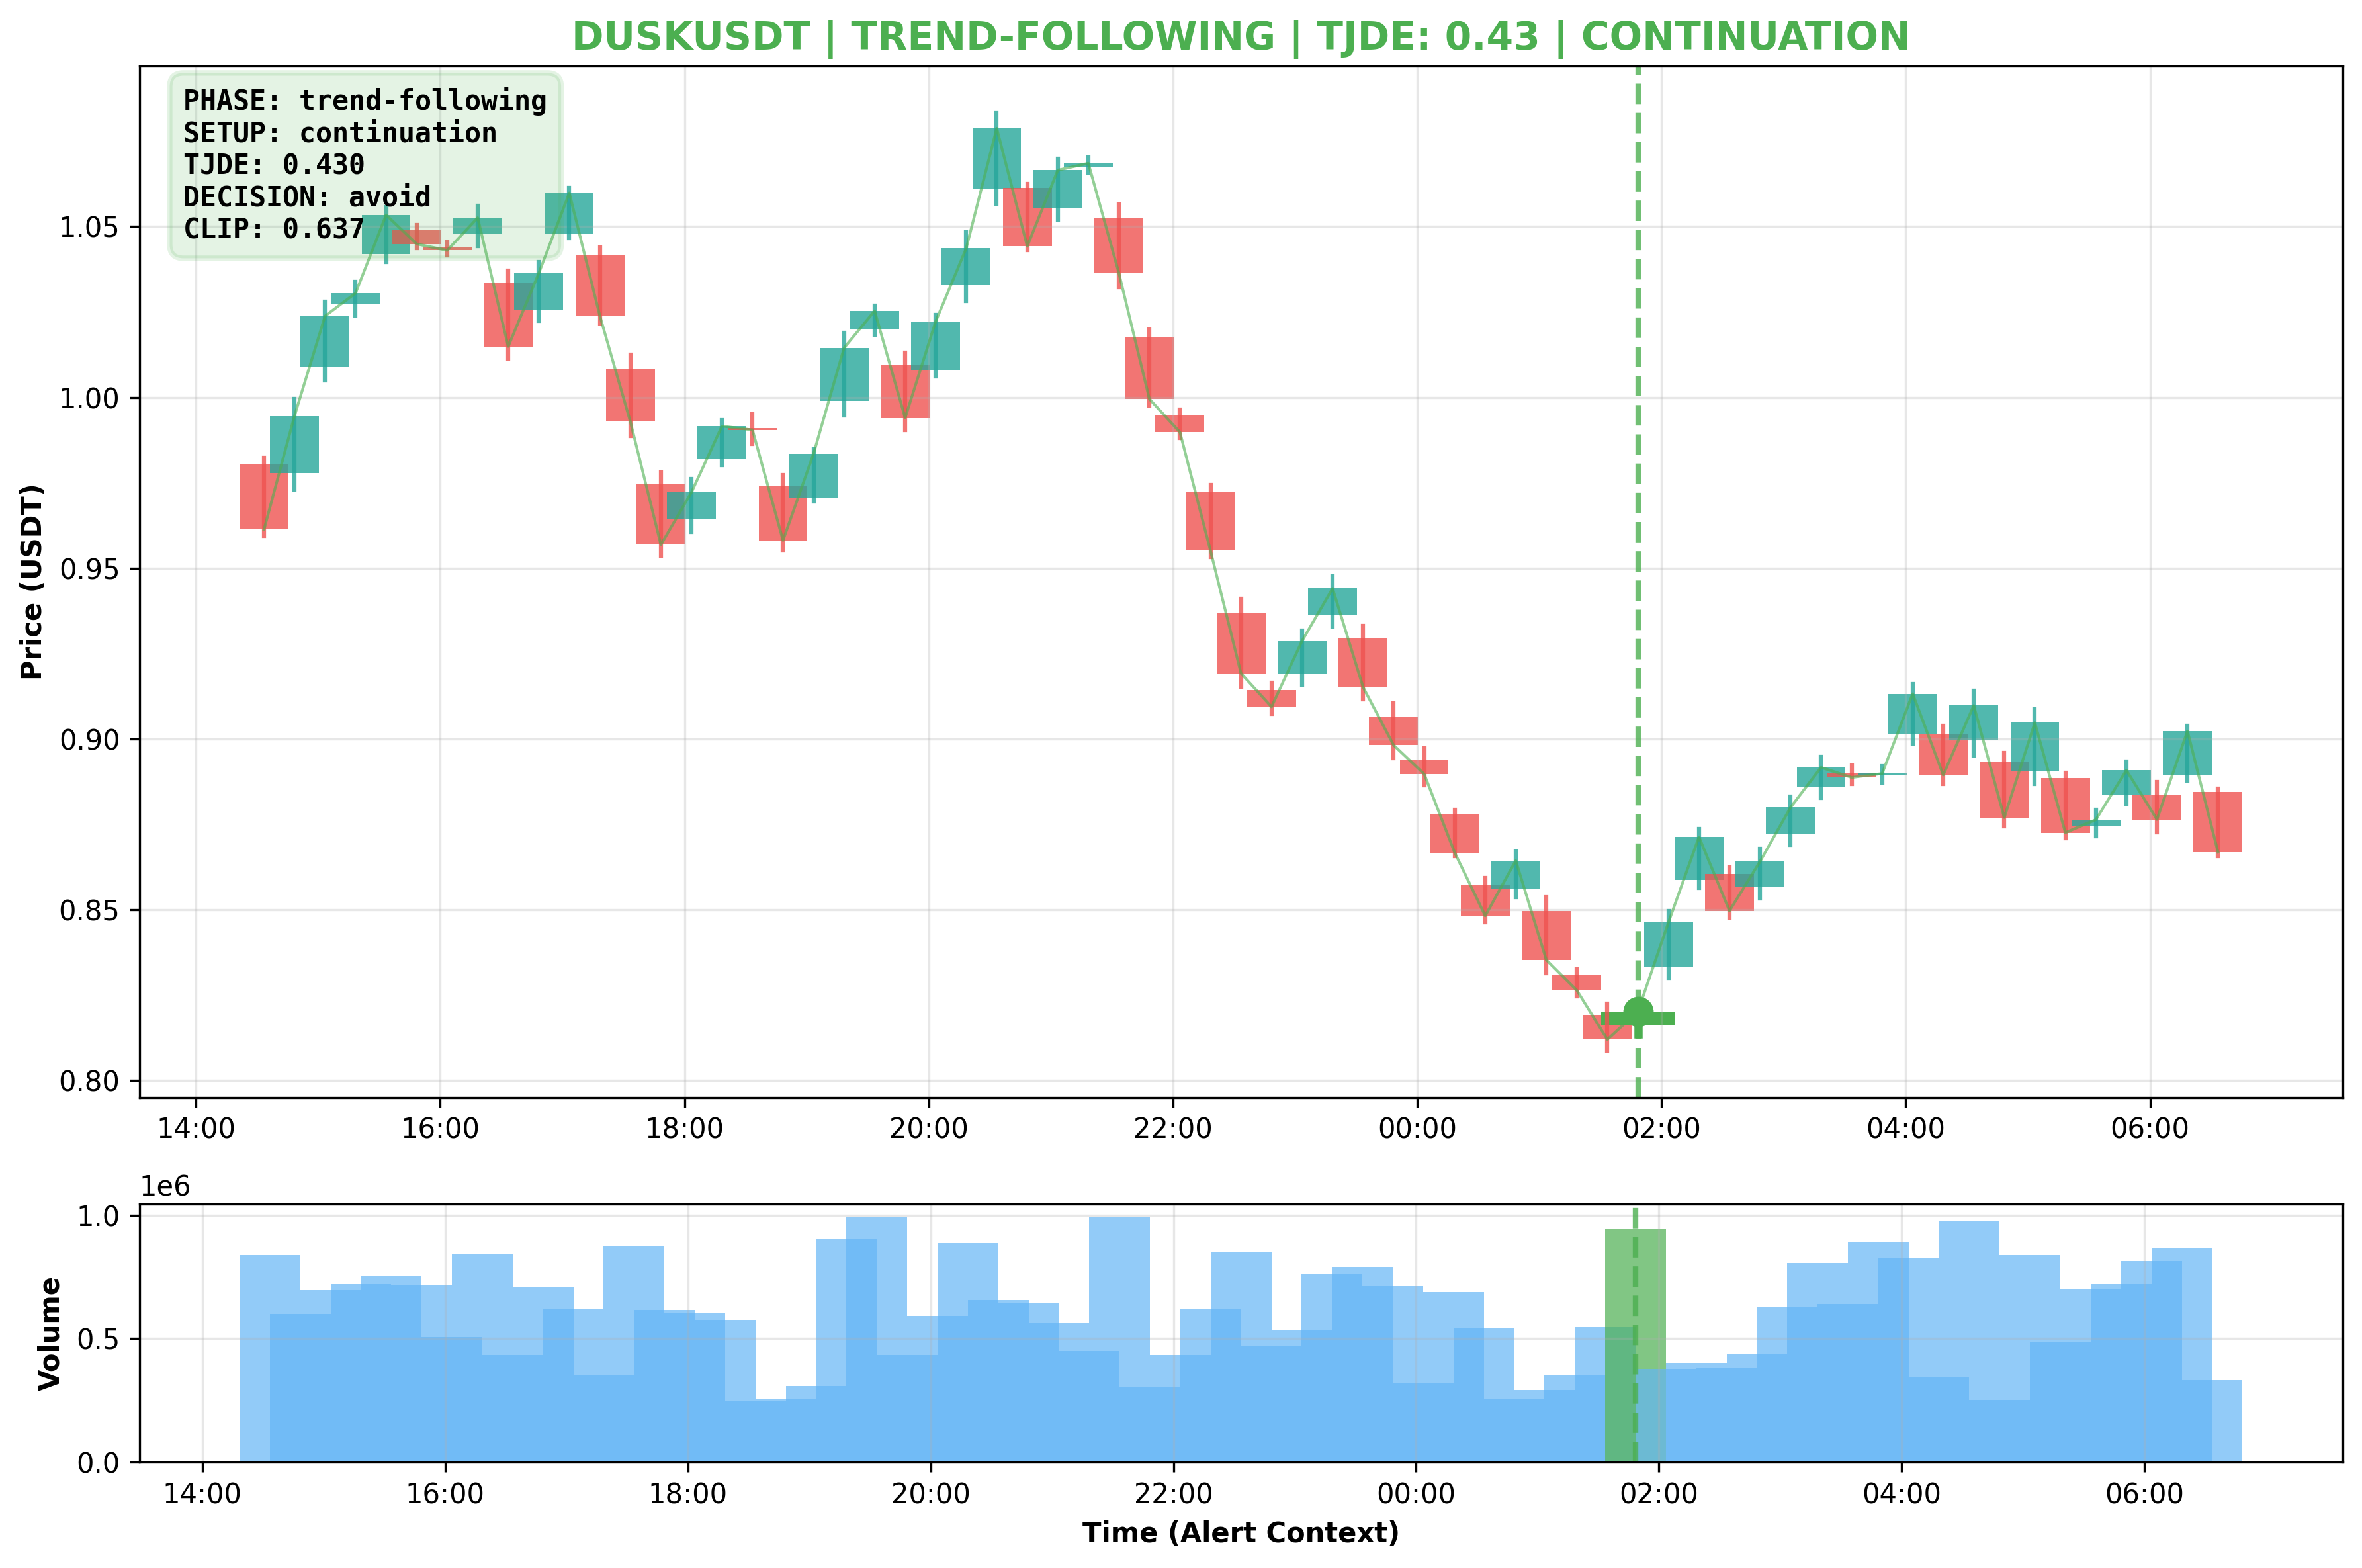 DUSKUSDT | TREND-FOLLOWING | TJDE: 0.43 | CONTINUATION
PHASE: trend-following
SETUP: continuation
TJDE: 0.430
DECISION: avoid
CLIP: 0.637
Price (USDT)
1.05
1.00
0.95
0.90
0.85
0.80
14:00 16:00 18:00 20:00 22:00 00:00 02:00 04:00 06:00
1e6
Volume
1.0
0.5
0.0
14:00 16:00 18:00 20:00 22:00 00:00 02:00 04:00 06:00
Time (Alert Context)